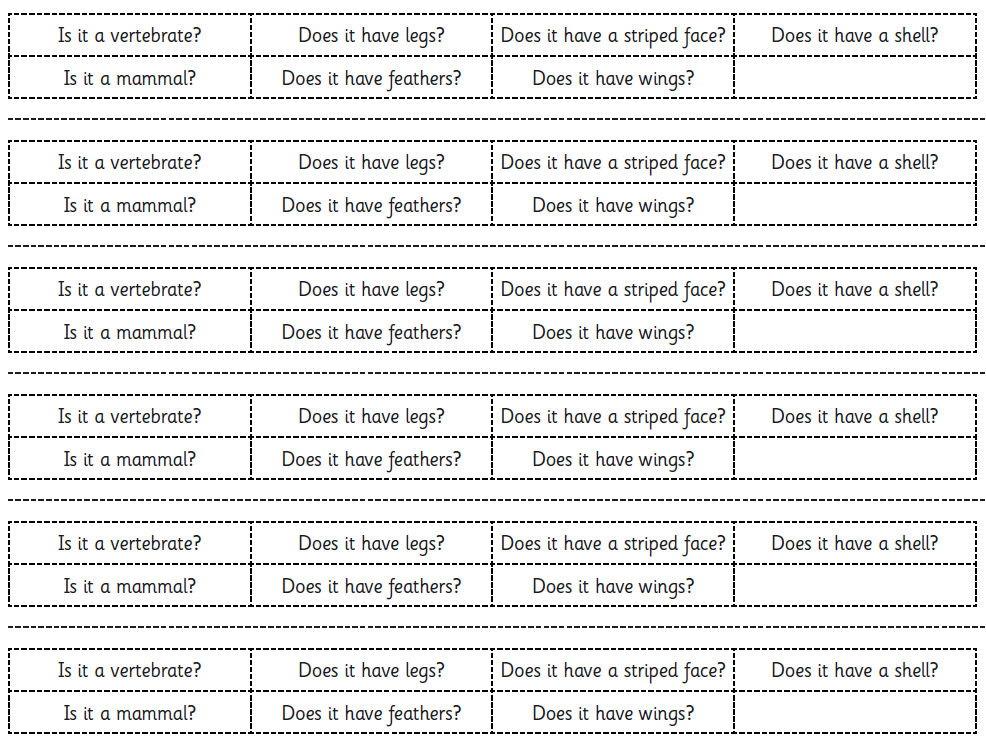 Is it a vertebrate? Does it have legs? Does it have a striped face? Does it have a shell?
Is it a mammal? Does it have feathers? Does it have wings?
Is it a vertebrate? Does it have legs? Does it have a striped face? Does it have a shell?
Is it a mammal? Does it have feathers? Does it have wings?
Is it a vertebrate? Does it have legs? Does it have a striped face? Does it have a shell?
Is it a mammal? Does it have feathers? Does it have wings?
Is it a vertebrate? Does it have legs? Does it have a striped face? Does it have a shell?
Is it a mammal? Does it have feathers? Does it have wings?
Is it a vertebrate? Does it have legs? Does it have a striped face? Does it have a shell?
Is it a mammal? Does it have feathers? Does it have wings?
Is it a vertebrate? Does it have legs? Does it have a striped face? Does it have a shell?
Is it a mammal? Does it have feathers? Does it have wings?